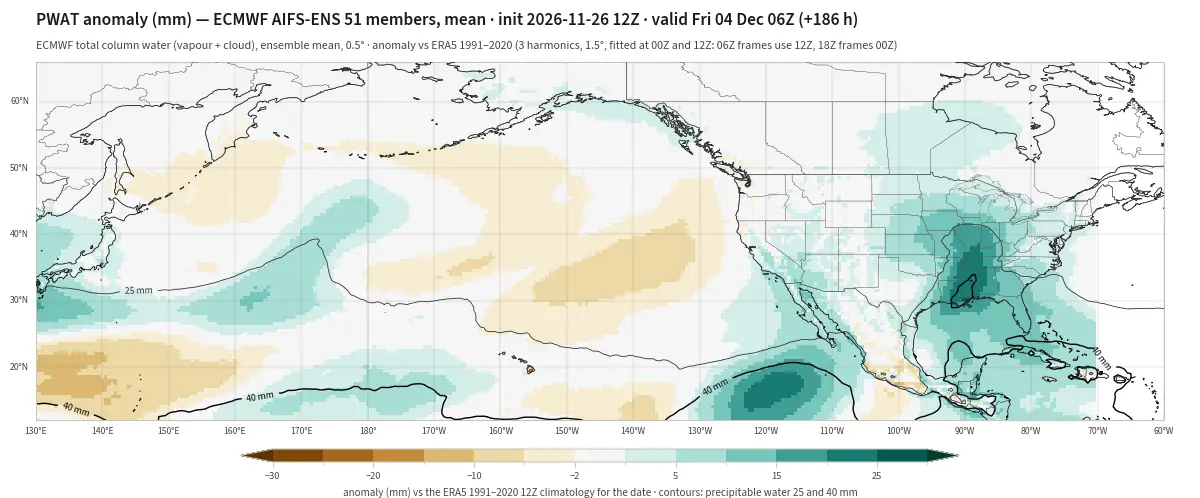 PWAT anomaly (mm) — ECMWF AIFS-ENS 51 members, mean · init 2026-11-26 12Z · valid Fri 04 Dec 06Z (+186 h)
ECMWF total column water (vapour + cloud), ensemble mean, 0.5° · anomaly vs ERA5 1991–2020 (3 harmonics, 1.5°, fitted at 00Z and 12Z: 06Z frames use 12Z, 18Z frames 00Z)
60°N
50°N
40°N
30°N
20°N
25 mm
40 mm
40 mm
40 mm
40 mm
130°E 140°E 150°E 160°E 170°E 180° 170°W 160°W 150°W 140°W 130°W 120°W 110°W 100°W 90°W 80°W 70°W 60°W
−30 −20 −10 −2 5 15 25
anomaly (mm) vs the ERA5 1991–2020 12Z climatology for the date · contours: precipitable water 25 and 40 mm